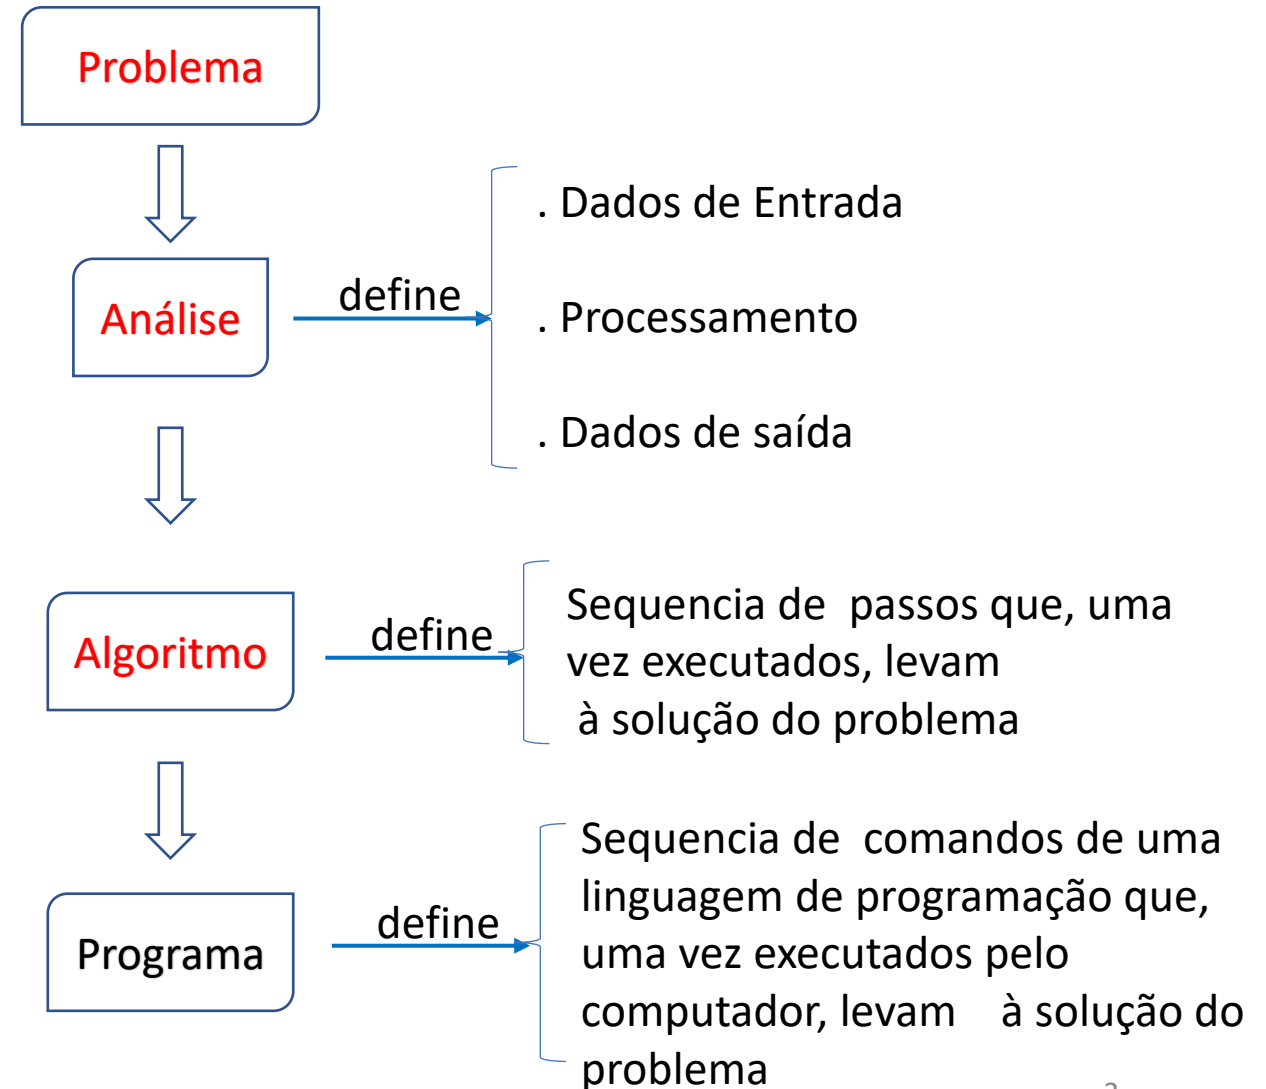 Problema
. Dados de Entrada
define
Análise
. Processamento
. Dados de saída
Sequencia de passos que, uma
define
vez executados, levam
Algoritmo
à solução do problema
Sequencia de comandos de uma
linguagem de programação que,
define
Programa
uma vez executados pelo
computador, levam à solução do
problema